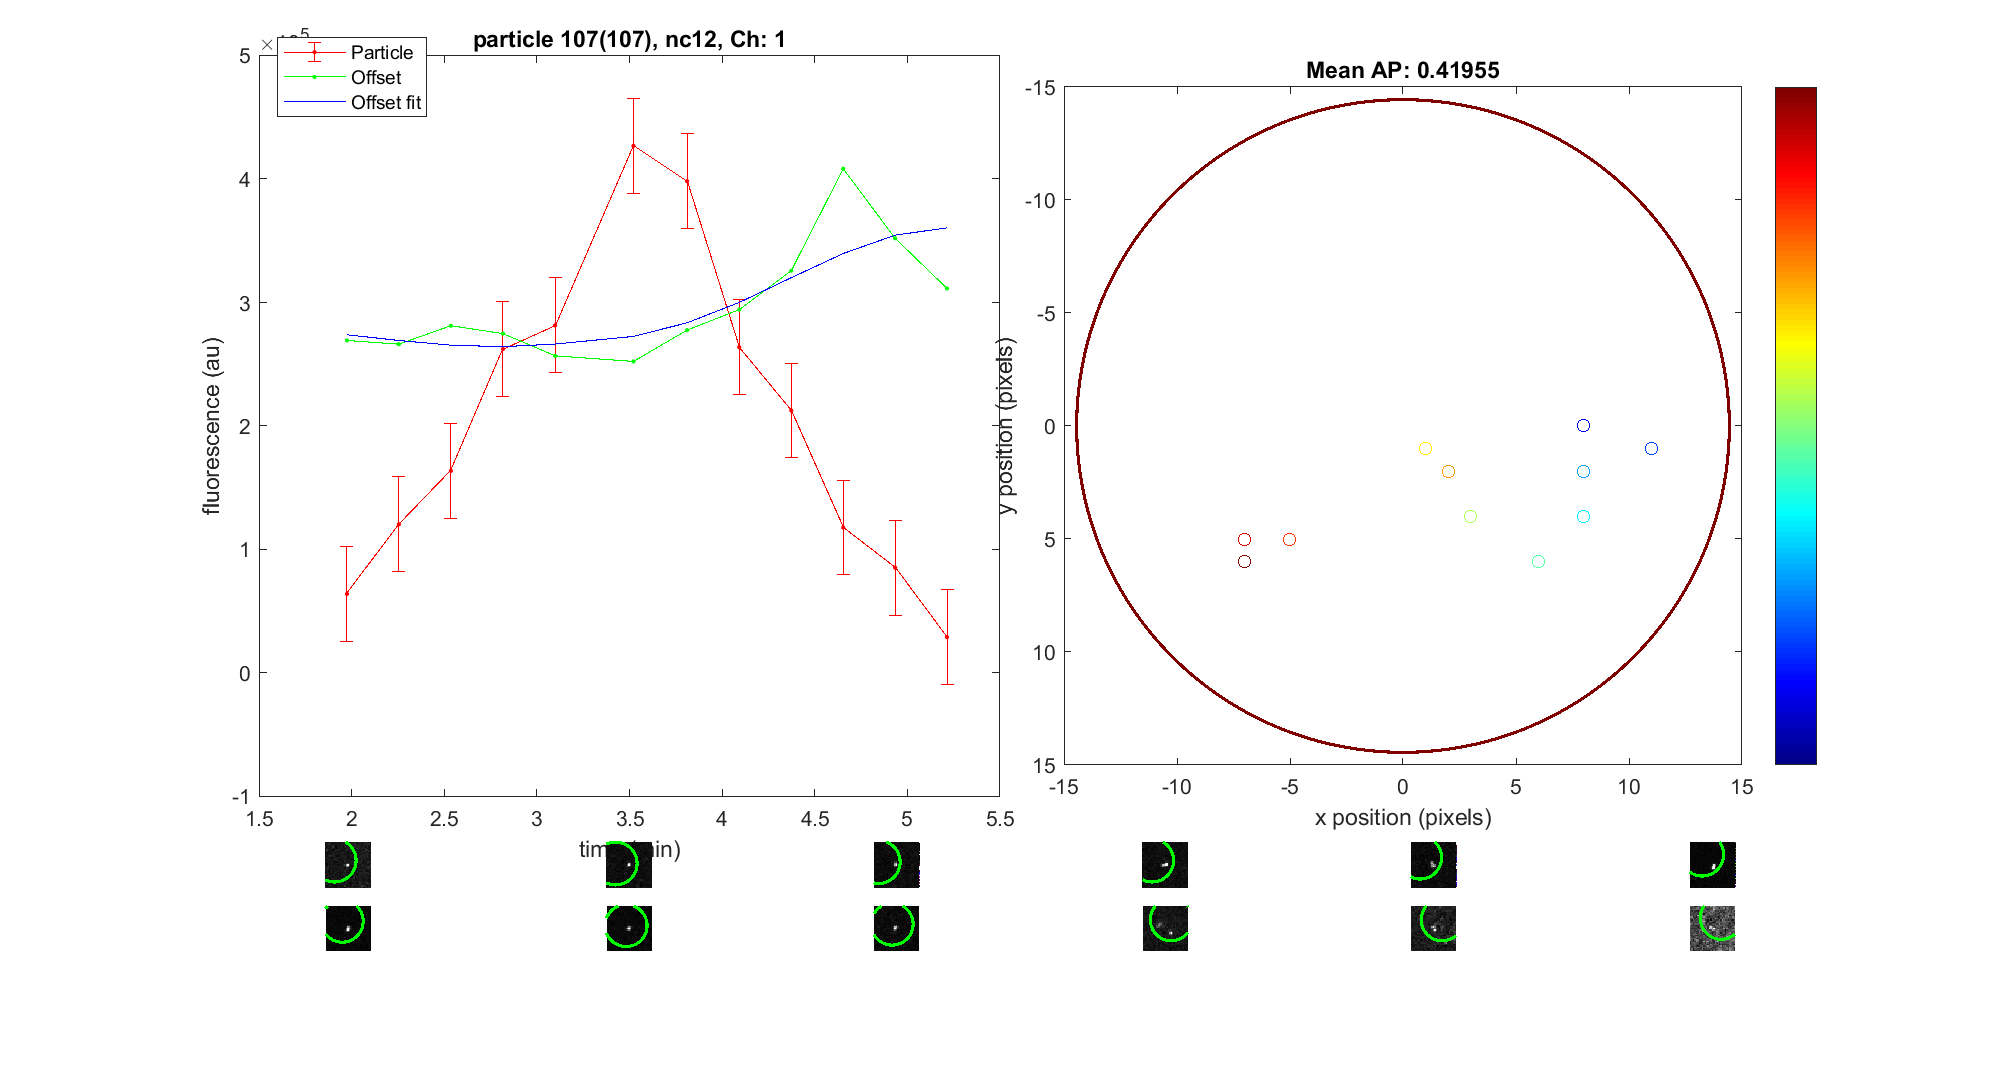 particle 107(107), nc12, Ch: 1
× 5
Particle
Offset
Offset fit
5
4
3
2
1
0
-1
fluorescence (au)
1.5 2 2.5 3 3.5 4 4.5 5 5.5
Mean AP: 0.41955
-15
-10
-5
0
5
10
15
y position (pixels)
-15 -10 -5 0 5 10 15
x position (pixels)